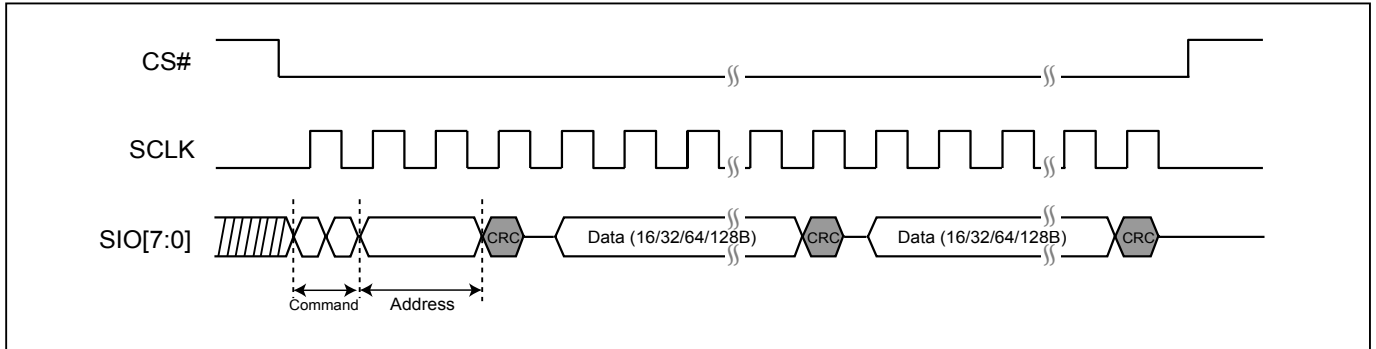 CS#
SCLK
SIO[7:0]
CRC
Data (16/32/64/128B)
CRC
Data (16/32/64/128B)
CRC
Command
Address